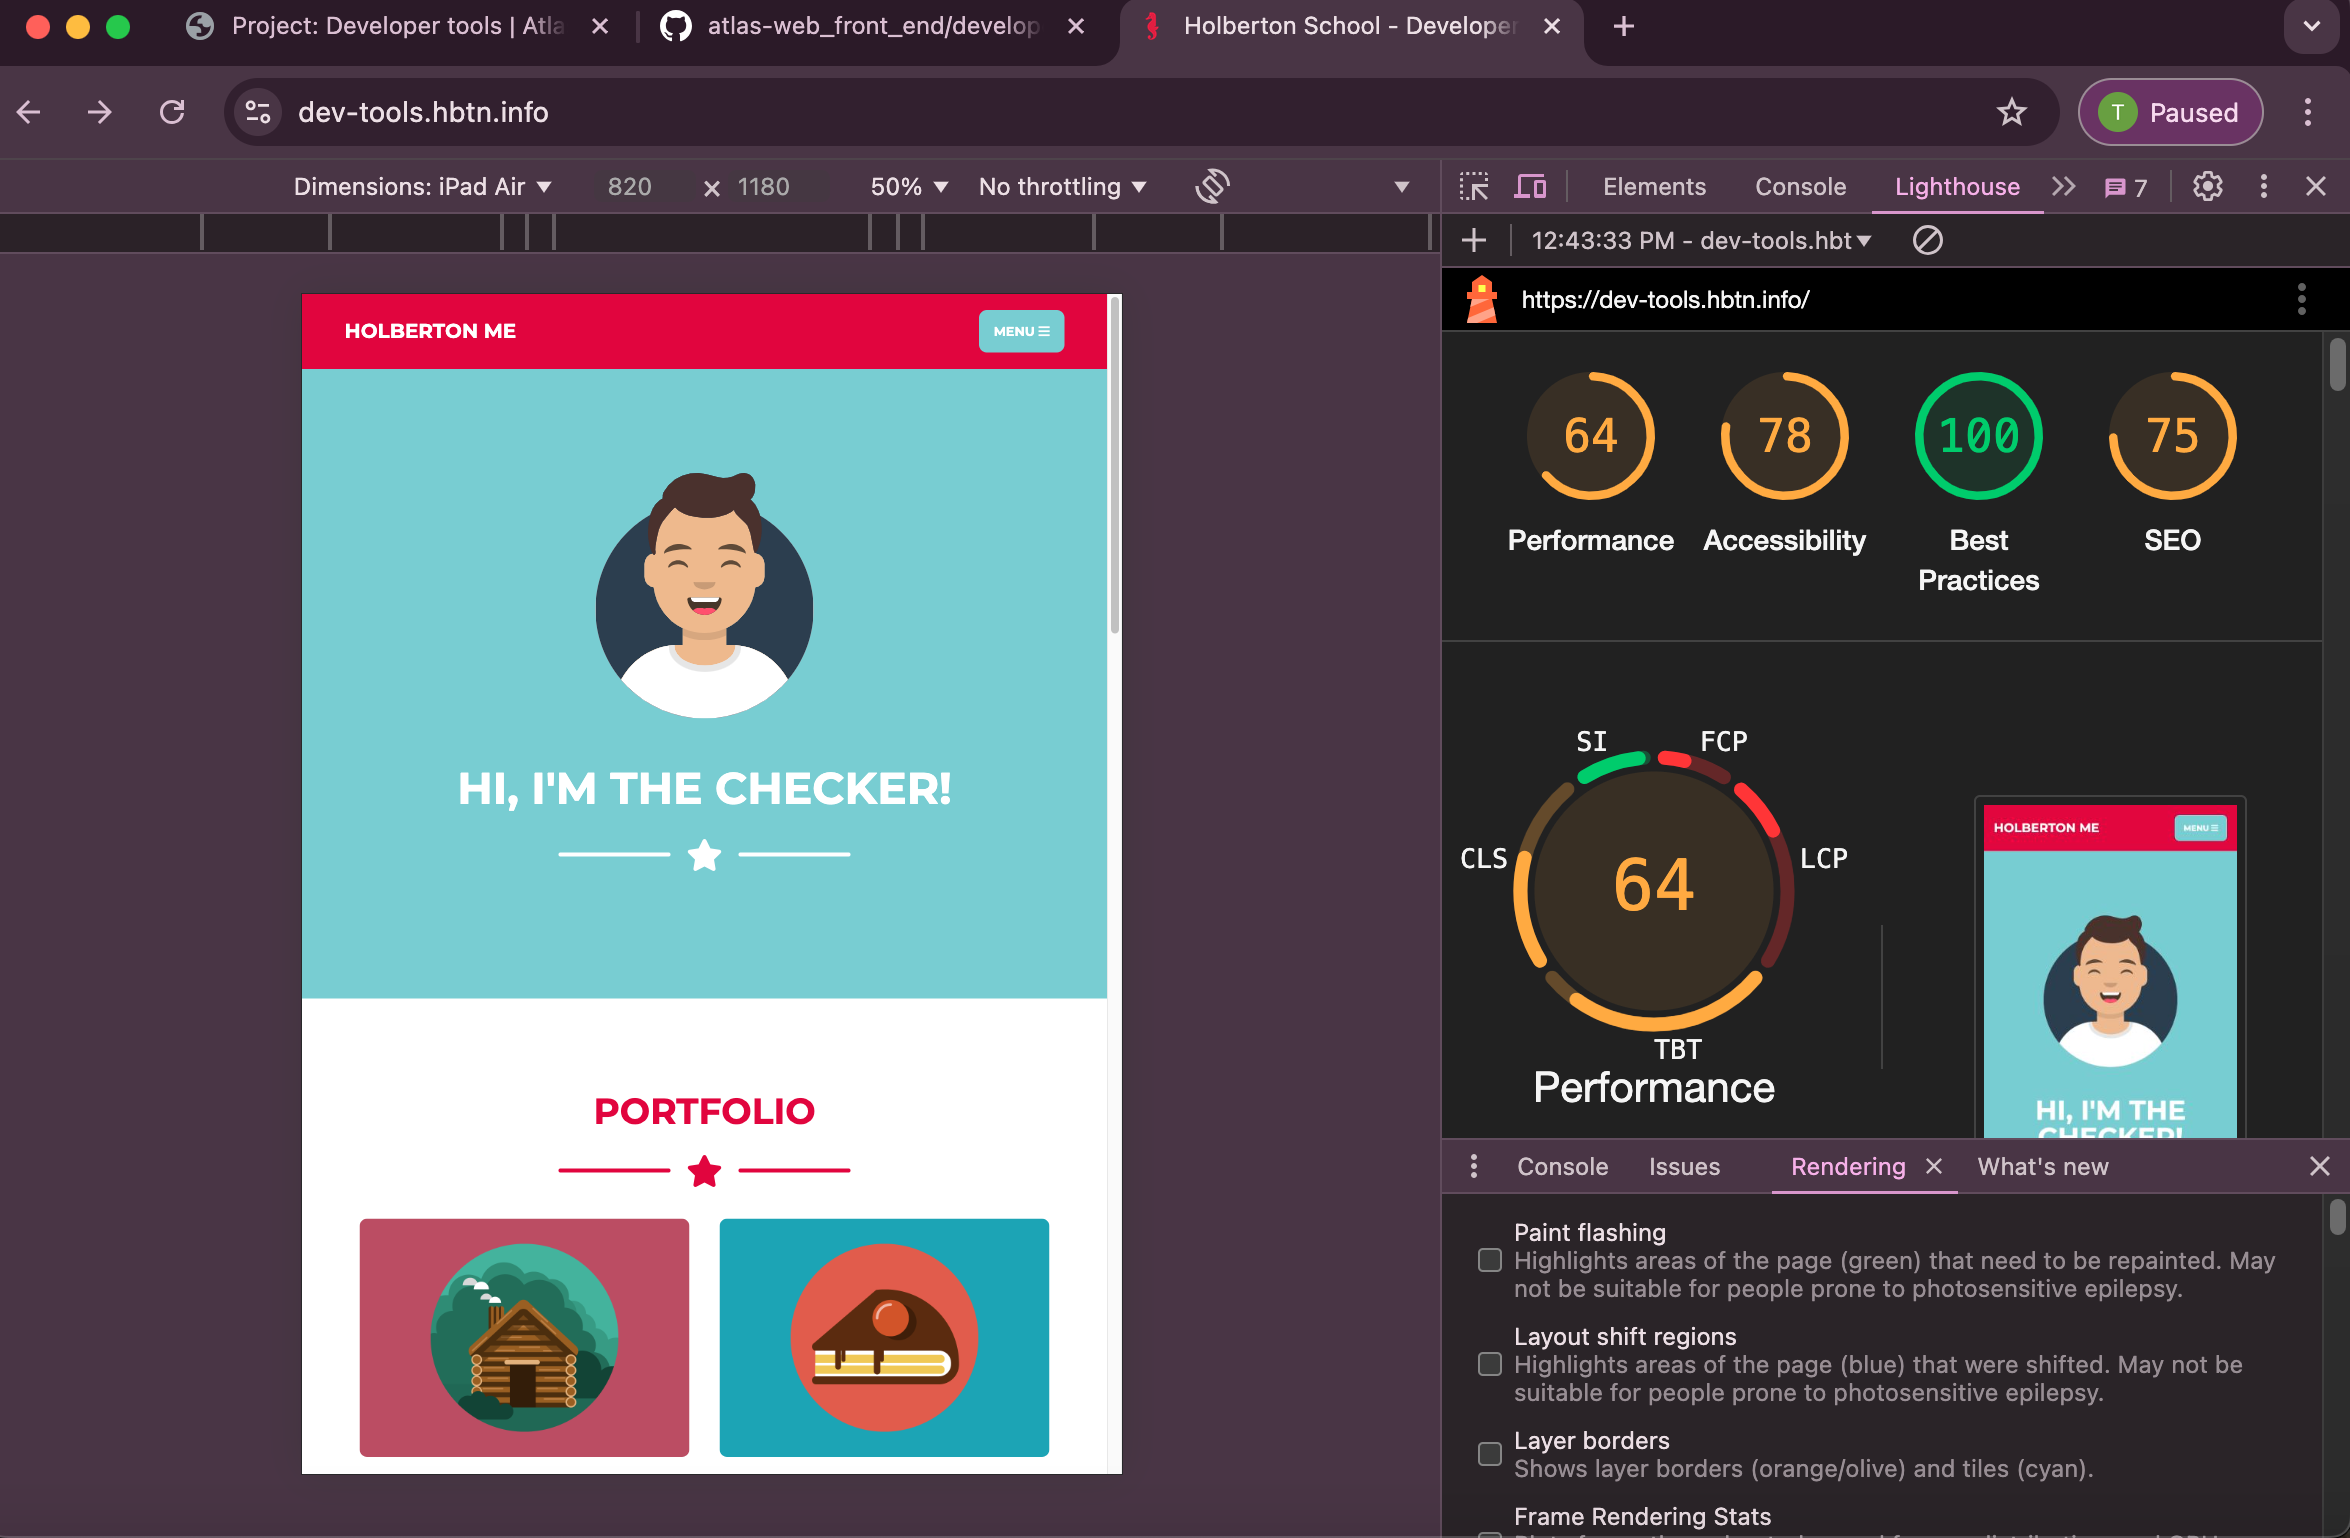 Project: Developer tools | Atla
atlas-web_front_end/develop
Holberton School - Developer
dev-tools.hbtn.info
T Paused
Dimensions: iPad Air 820 × 1180 50% No throttling
Elements Console Lighthouse 7
12:43:33 PM - dev-tools.hbt
https://dev-tools.hbtn.info/
HOLBERTON ME
MENU
HI, I'M THE CHECKER!
PORTFOLIO
64 78 100 75
Performance Accessibility Best SEO
Practices
SI FCP
CLS LCP
64
TBT
Performance
HOLBERTON ME
MENU
HI, I'M THE
CHECKER!
Console Issues Rendering What's new
Paint flashing
Highlights areas of the page (green) that need to be repainted. May
not be suitable for people prone to photosensitive epilepsy.
Layout shift regions
Highlights areas of the page (blue) that were shifted. May not be
suitable for people prone to photosensitive epilepsy.
Layer borders
Shows layer borders (orange/olive) and tiles (cyan).
Frame Rendering Stats